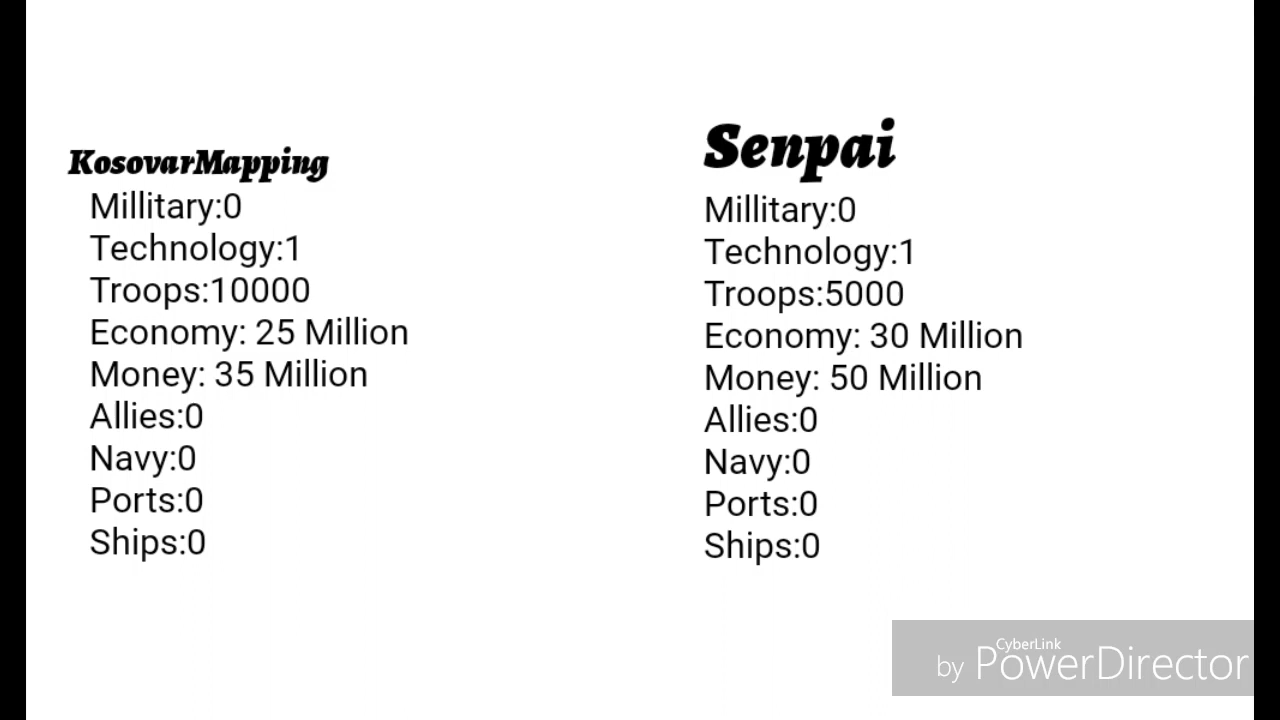 KosovarMapping
Millitary:0
Technology:1
Troops:10000
Economy: 25 Million
Money: 35 Million
Allies:0
Navy:0
Ports:0
Ships:0
Senpai
Millitary:0
Technology:1
Troops:5000
Economy: 30 Million
Money: 50 Million
Allies:0
Navy:0
Ports:0
Ships:0
CyberLink
by PowerDirector